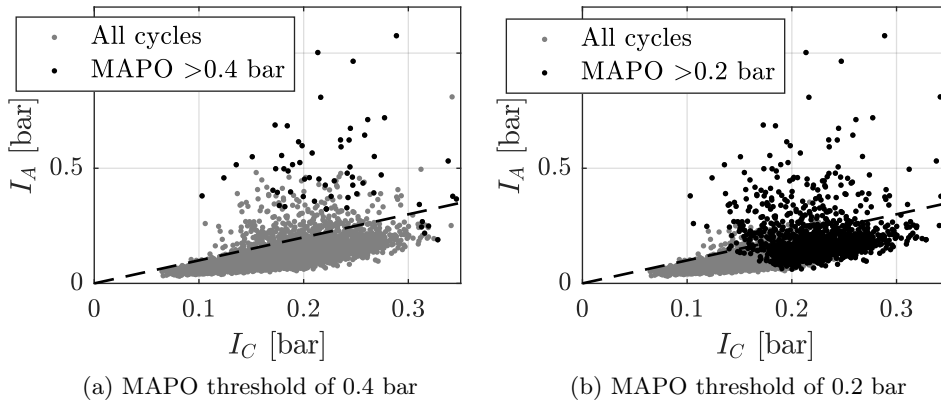 All cycles
MAPO >0.4 bar
I_A [bar]
0.5
0
0
0.1
0.2
0.3
I_C [bar]
(a) MAPO threshold of 0.4 bar
All cycles
MAPO >0.2 bar
I_A [bar]
0.5
0
0
0.1
0.2
0.3
I_C [bar]
(b) MAPO threshold of 0.2 bar